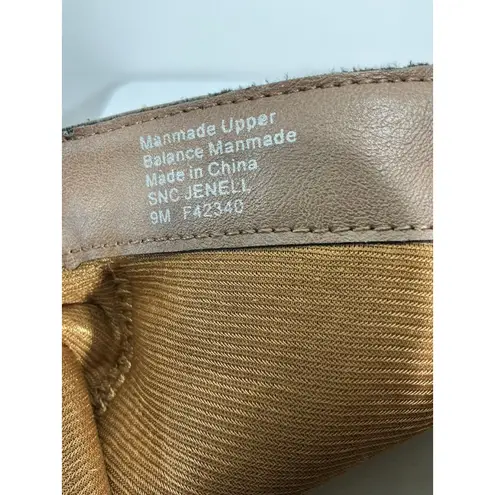 Manmade Upper
Balance Manmade
Made in China
SNC JENELL
9M F42340